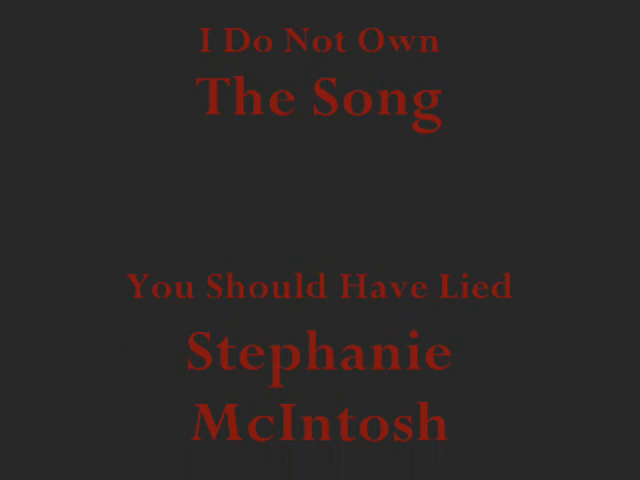 I Do Not Own
The Song
You Should Have Lied
Stephanie
McIntosh